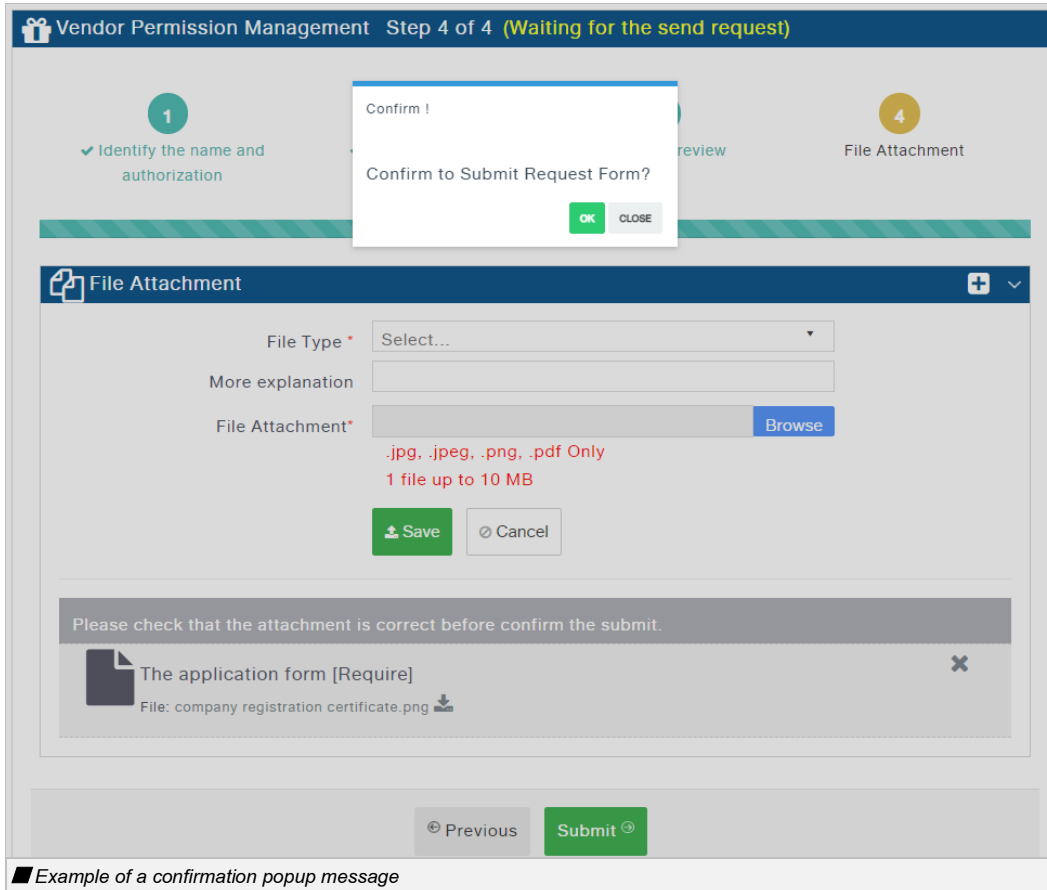 Vendor Permission Management Step 4 of 4 (Waiting for the send request)
1
Identify the name and
authorization
review
4
File Attachment
Confirm !
Confirm to Submit Request Form?
OK CLOSE
File Attachment
File Type * Select...
More explanation
File Attachment* Browse
.jpg, .jpeg, .png, .pdf Only
1 file up to 10 MB
Save Cancel
Please check that the attachment is correct before confirm the submit.
The application form [Require]
File: company registration certificate.png
Previous Submit
Example of a confirmation popup message